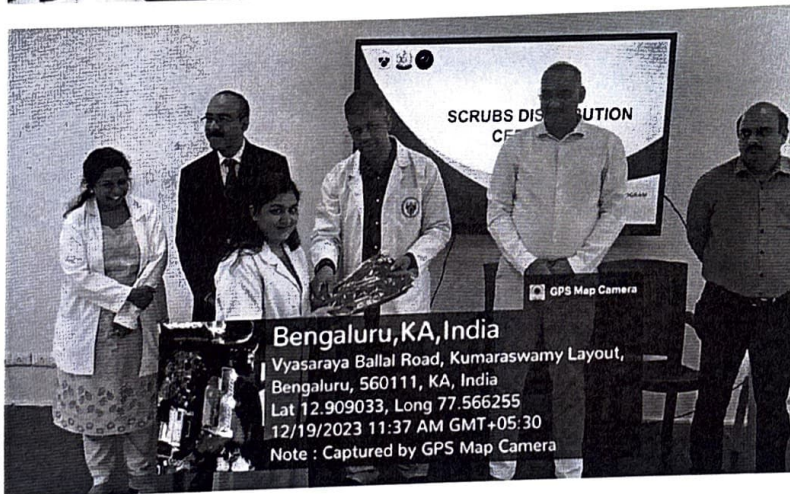 SCRUBS DIS UTION
CE
GRAM
GPS Map Camera
Bengaluru,KA,India
Vyasaraya Ballal Road, Kumaraswamy Layout,
Bengaluru, 560111, KA, India
Lat 12.909033, Long 77.566255
12/19/2023 11:37 AM GMT+05:30
Note : Captured by GPS Map Camera